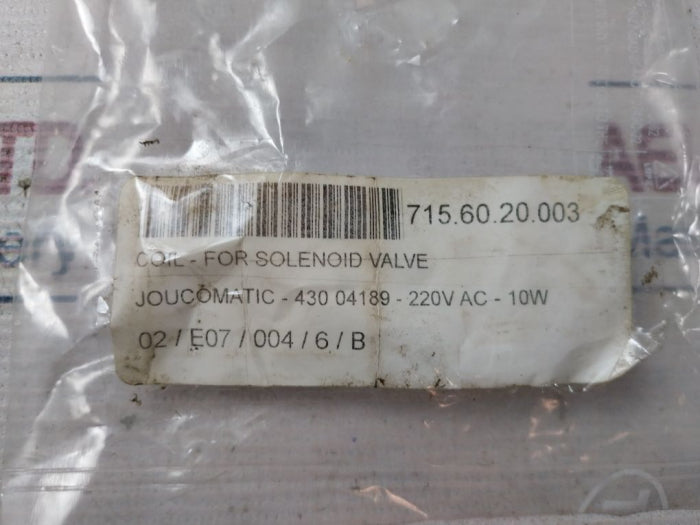 715.60.20.003
COIL - FOR SOLENOID VALVE
JOUCOMATIC - 430 04189 - 220V AC - 10W
02 / E07 / 004 / 6 / B